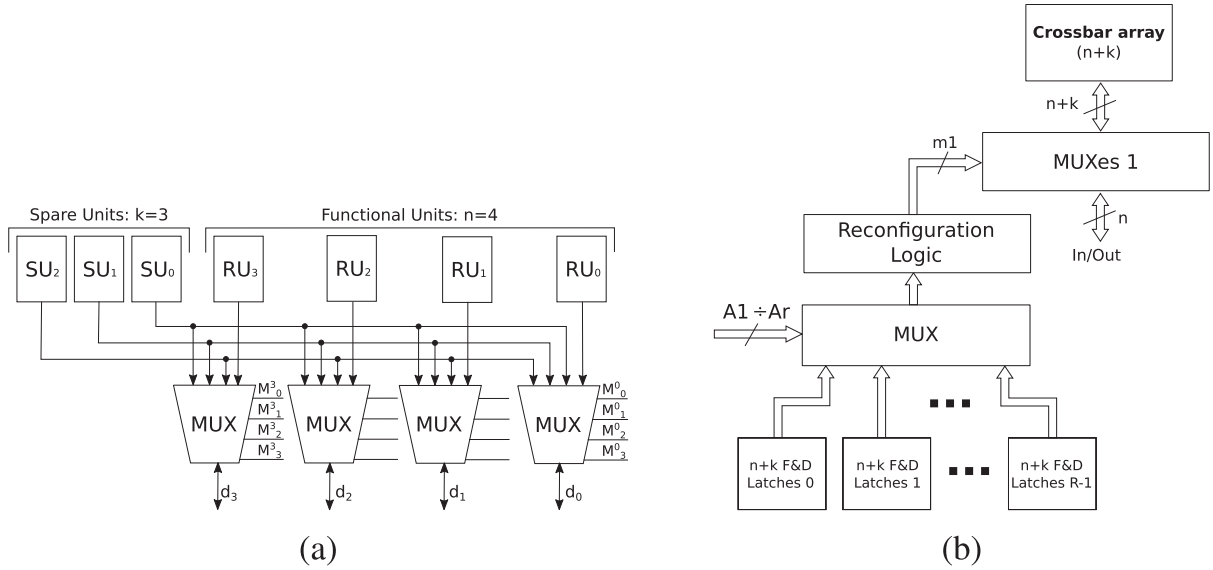 Spare Units: k=3
Functional Units: n=4
SU₂
SU₁
SU₀
RU₃
RU₂
RU₁
RU₀
MUX
MUX
MUX
MUX
M³₀
M³₁
M³₂
M³₃
M⁰₀
M⁰₁
M⁰₂
M⁰₃
d₃
d₂
d₁
d₀
(a)
Crossbar array
(n+k)
n+k
m1
MUXes 1
n
In/Out
Reconfiguration
Logic
A1÷Ar
MUX
n+k F&D
Latches 0
n+k F&D
Latches 1
n+k F&D
Latches R-1
(b)